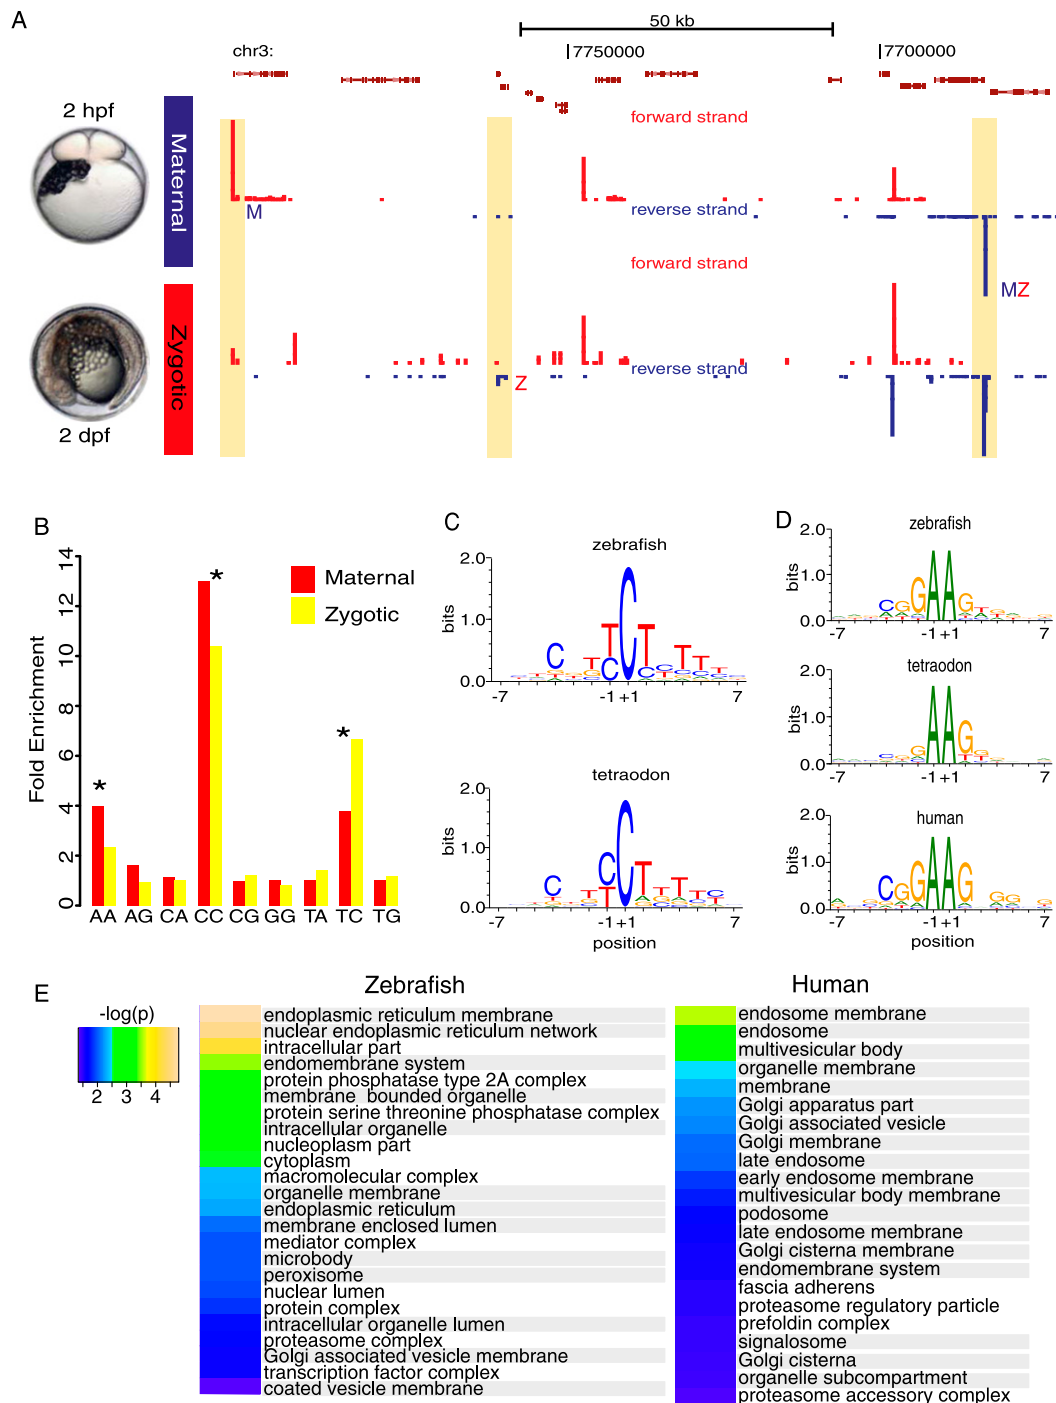 A
50 kb
chr3:
7750000
7700000
2 hpf
Maternal
forward strand
M
reverse strand
forward strand
MZ
Zygotic
reverse strand
Z
2 dpf
B
Fold Enrichment
0 2 4 6 8 10 12 14
Maternal
Zygotic
*
*
*
AA AG CA CC CG GG TA TC TG
C
zebrafish
bits
2.0
1.0
0.0
-7 -1 +1 7
tetraodon
bits
2.0
1.0
0.0
-7 -1 +1 7
position
D
zebrafish
bits
2.0
1.0
0.0
-7 -1 +1 7
tetraodon
bits
2.0
1.0
0.0
-7 -1 +1 7
human
bits
2.0
1.0
0.0
-7 -1 +1 7
position
E
-log(p)
2 3 4
Zebrafish
endoplasmic reticulum membrane
nuclear endoplasmic reticulum network
intracellular part
endomembrane system
protein phosphatase type 2A complex
membrane bounded organelle
protein serine threonine phosphatase complex
intracellular organelle
nucleoplasm part
cytoplasm
macromolecular complex
organelle membrane
endoplasmic reticulum
membrane enclosed lumen
mediator complex
microbody
peroxisome
nuclear lumen
protein complex
intracellular organelle lumen
proteasome complex
Golgi associated vesicle membrane
transcription factor complex
coated vesicle membrane
Human
endosome membrane
endosome
multivesicular body
organelle membrane
membrane
Golgi apparatus part
Golgi associated vesicle
Golgi membrane
late endosome
early endosome membrane
multivesicular body membrane
podosome
late endosome membrane
Golgi cisterna membrane
endomembrane system
fascia adherens
proteasome regulatory particle
prefoldin complex
signalosome
Golgi cisterna
organelle subcompartment
proteasome accessory complex